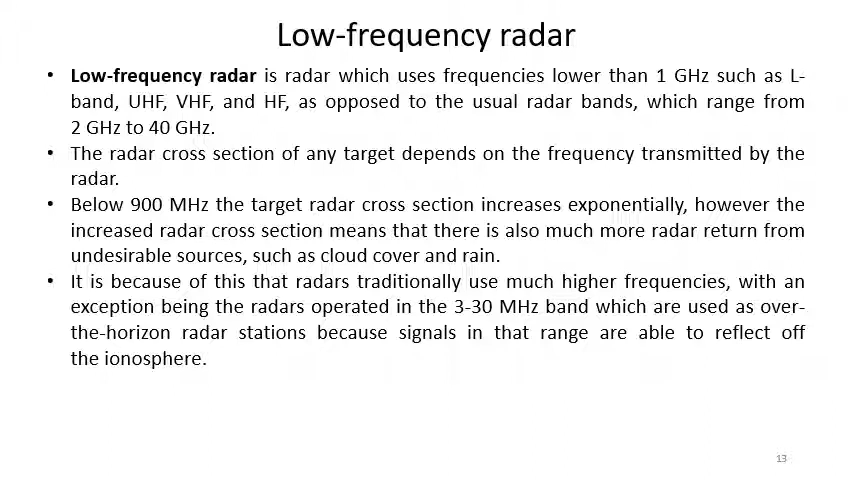 Low-frequency radar
• Low-frequency radar is radar which uses frequencies lower than 1 GHz such as L-
band, UHF, VHF, and HF, as opposed to the usual radar bands, which range from
2 GHz to 40 GHz.
• The radar cross section of any target depends on the frequency transmitted by the
radar.
• Below 900 MHz the target radar cross section increases exponentially, however the
increased radar cross section means that there is also much more radar return from
undesirable sources, such as cloud cover and rain.
• It is because of this that radars traditionally use much higher frequencies, with an
exception being the radars operated in the 3-30 MHz band which are used as over-
the-horizon radar stations because signals in that range are able to reflect off
the ionosphere.
13